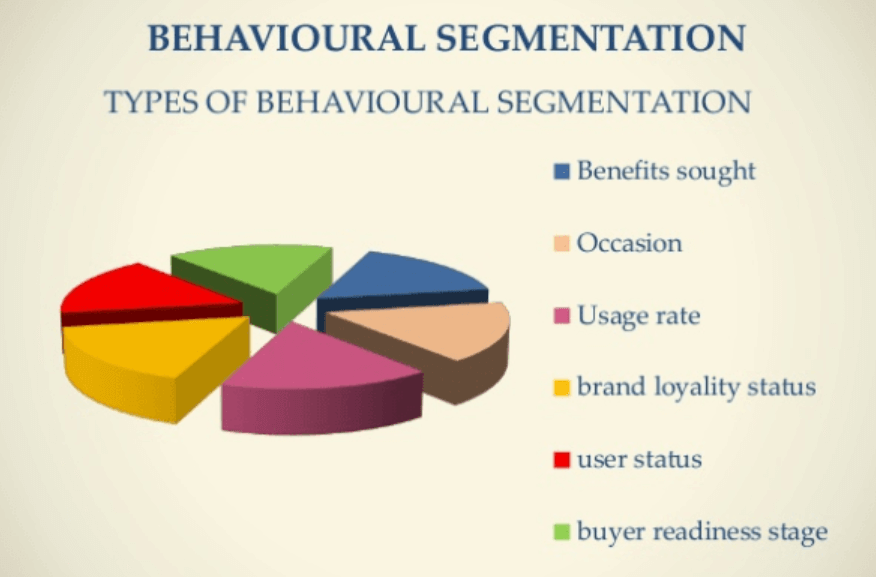 BEHAVIOURAL SEGMENTATION
TYPES OF BEHAVIOURAL SEGMENTATION
Benefits sought
Occasion
Usage rate
brand loyality status
user status
buyer readiness stage